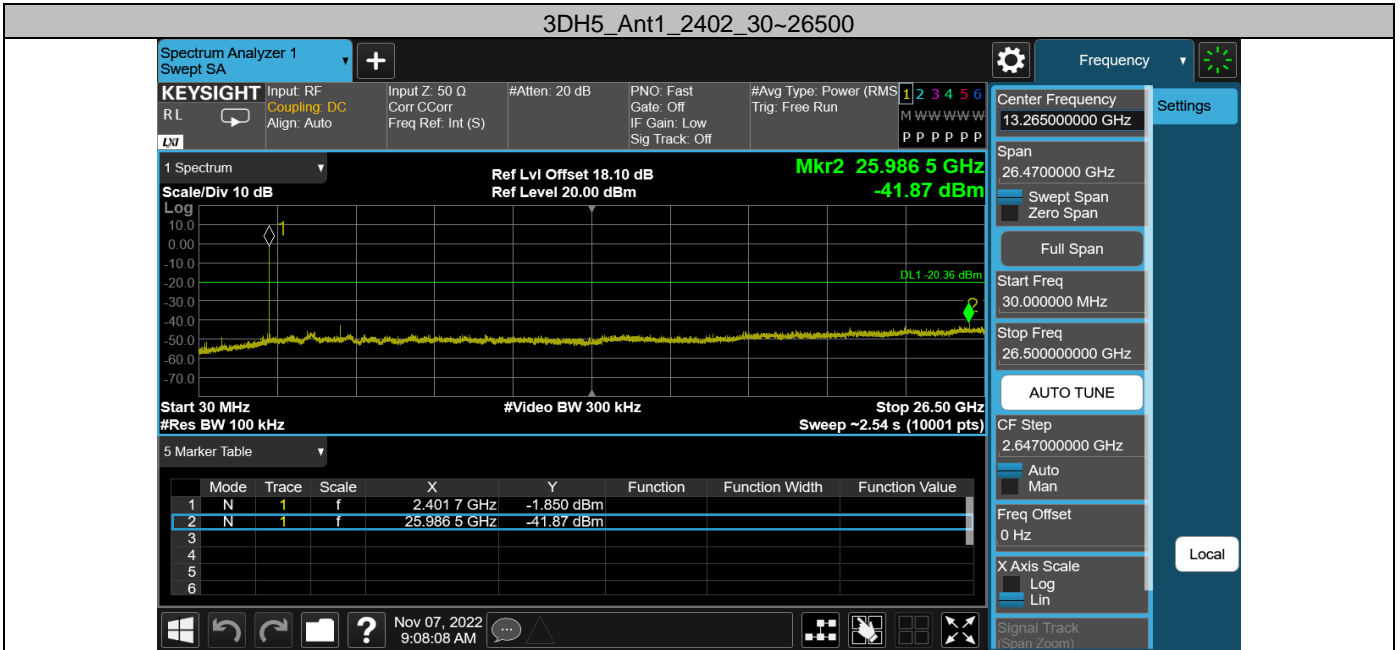 3DH5_Ant1_2402_30~26500
Spectrum Analyzer 1
Swept SA
Frequency
KEYSIGHT
RL
LXI
Input: RF
Coupling: DC
Align: Auto
Input Z: 50 Ω
Corr CCorr
Freq Ref: Int (S)
#Atten: 20 dB
PNO: Fast
Gate: Off
IF Gain: Low
Sig Track: Off
#Avg Type: Power (RMS
Trig: Free Run
1 2 3 4 5 6
M W W W W W
P P P P P P
1 Spectrum
Scale/Div 10 dB
Log
Ref Lvl Offset 18.10 dB
Ref Level 20.00 dBm
Mkr2 25.986 5 GHz
-41.87 dBm
10.0
0.00
-10.0
-20.0
-30.0
-40.0
-50.0
-60.0
-70.0
1
DL1 -20.36 dBm
2
Start 30 MHz
#Video BW 300 kHz
Stop 26.50 GHz
#Res BW 100 kHz
Sweep ~2.54 s (10001 pts)
5 Marker Table
Mode Trace Scale X Y Function Function Width Function Value
1 N 1 f 2.401 7 GHz -1.850 dBm
2 N 1 f 25.986 5 GHz -41.87 dBm
3
4
5
6
Nov 07, 2022
9:08:08 AM
Center Frequency
13.265000000 GHz
Settings
Span
26.4700000 GHz
Swept Span
Zero Span
Full Span
Start Freq
30.000000 MHz
Stop Freq
26.500000000 GHz
AUTO TUNE
CF Step
2.647000000 GHz
Auto
Man
Freq Offset
0 Hz
Local
X Axis Scale
Log
Lin
Signal Track
(Span Zoom)